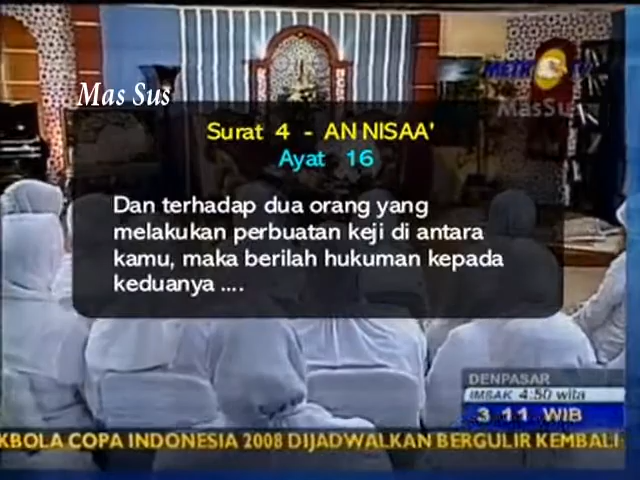 METRO TV
Mas Sus
MasSus
Surat 4 - AN NISAA'
Ayat 16
Dan terhadap dua orang yang
melakukan perbuatan keji di antara
kamu, maka berilah hukuman kepada
keduanya ....
DENPASAR
IMSAK 4:50 wita
3 11 WIB
KBOLA COPA INDONESIA 2008 DIJADWALKAN BERGULIR KEMBALI